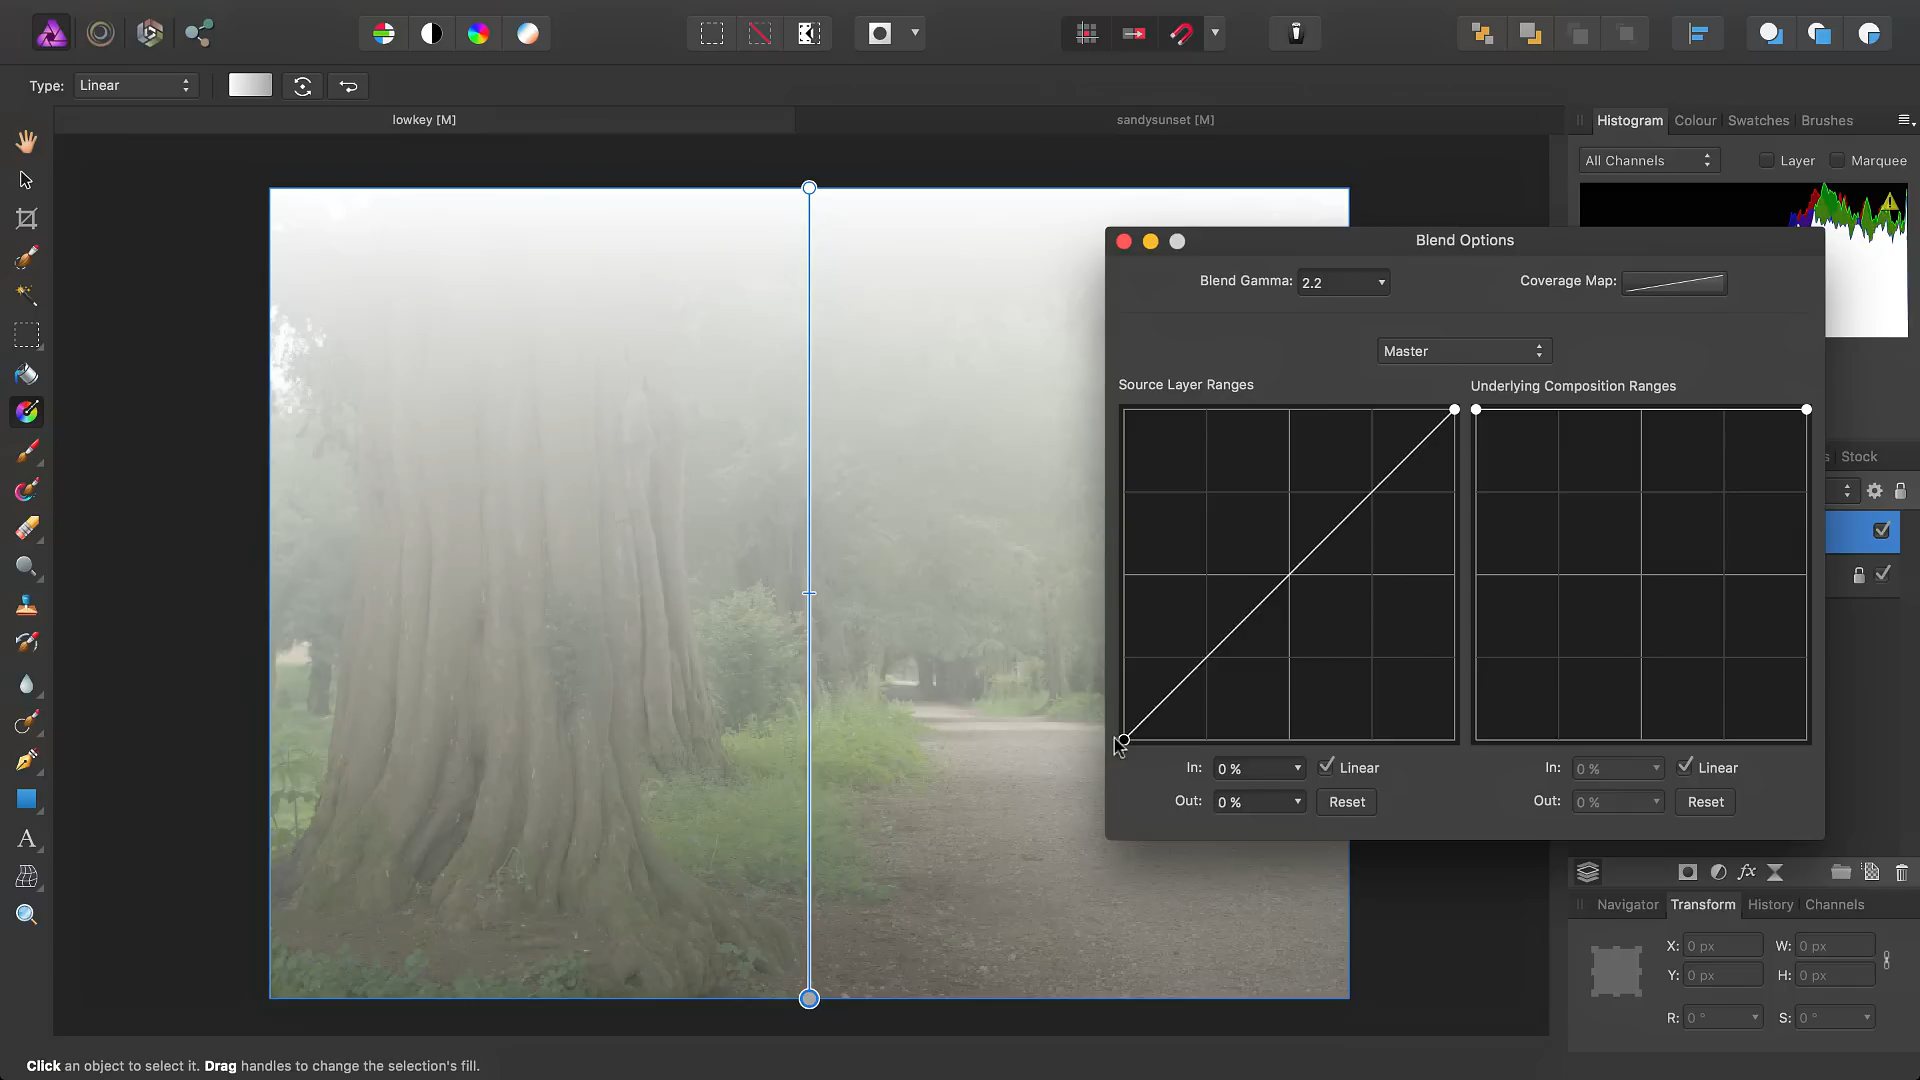 Type: Linear
lowkey [M]
sandysunset [M]
Histogram Colour Swatches Brushes
All Channels Layer Marquee
Blend Options
Blend Gamma: 2.2
Coverage Map:
Master
Source Layer Ranges
Underlying Composition Ranges
In: 0 % Linear
Out: 0 % Reset
In: 0 % Linear
Out: 0 % Reset
s Stock
fx
Navigator Transform History Channels
X: 0 px W: 0 px
Y: 0 px H: 0 px
R: 0 ° S: 0 °
A
Click an object to select it. Drag handles to change the selection's fill.